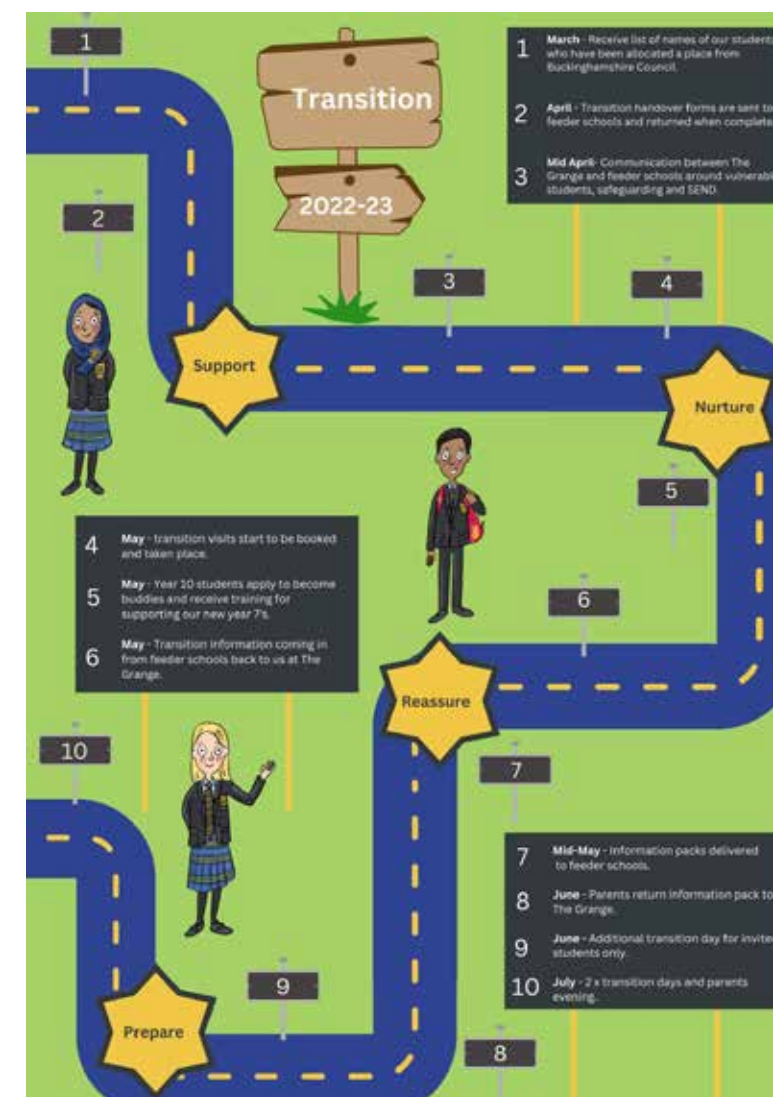 1
Transition
2022-23
1 March - Receive list of names of our students
who have been allocated a place from
Buckinghamshire Council.
2 April - Transition handover forms are sent to
feeder schools and returned when complete
3 Mid April- Communication between The
Grange and feeder schools around vulnerabl
students, safeguarding and SEND.
2
3
4
Support
Nurture
5
4 May - transition visits start to be booked
and taken place.
5 May - Year 10 students apply to become
buddies and receive training for
supporting our new year 7's.
6 May - Transition information coming in
from feeder schools back to us at The
Grange.
6
Reassure
10
7
7 Mid-May - Information packs delivered
to feeder schools.
8 June - Parents return information pack to
The Grange.
9 June - Additional transition day for invite
students only.
10 July - 2 x transition days and parents
evening.
9
Prepare
8